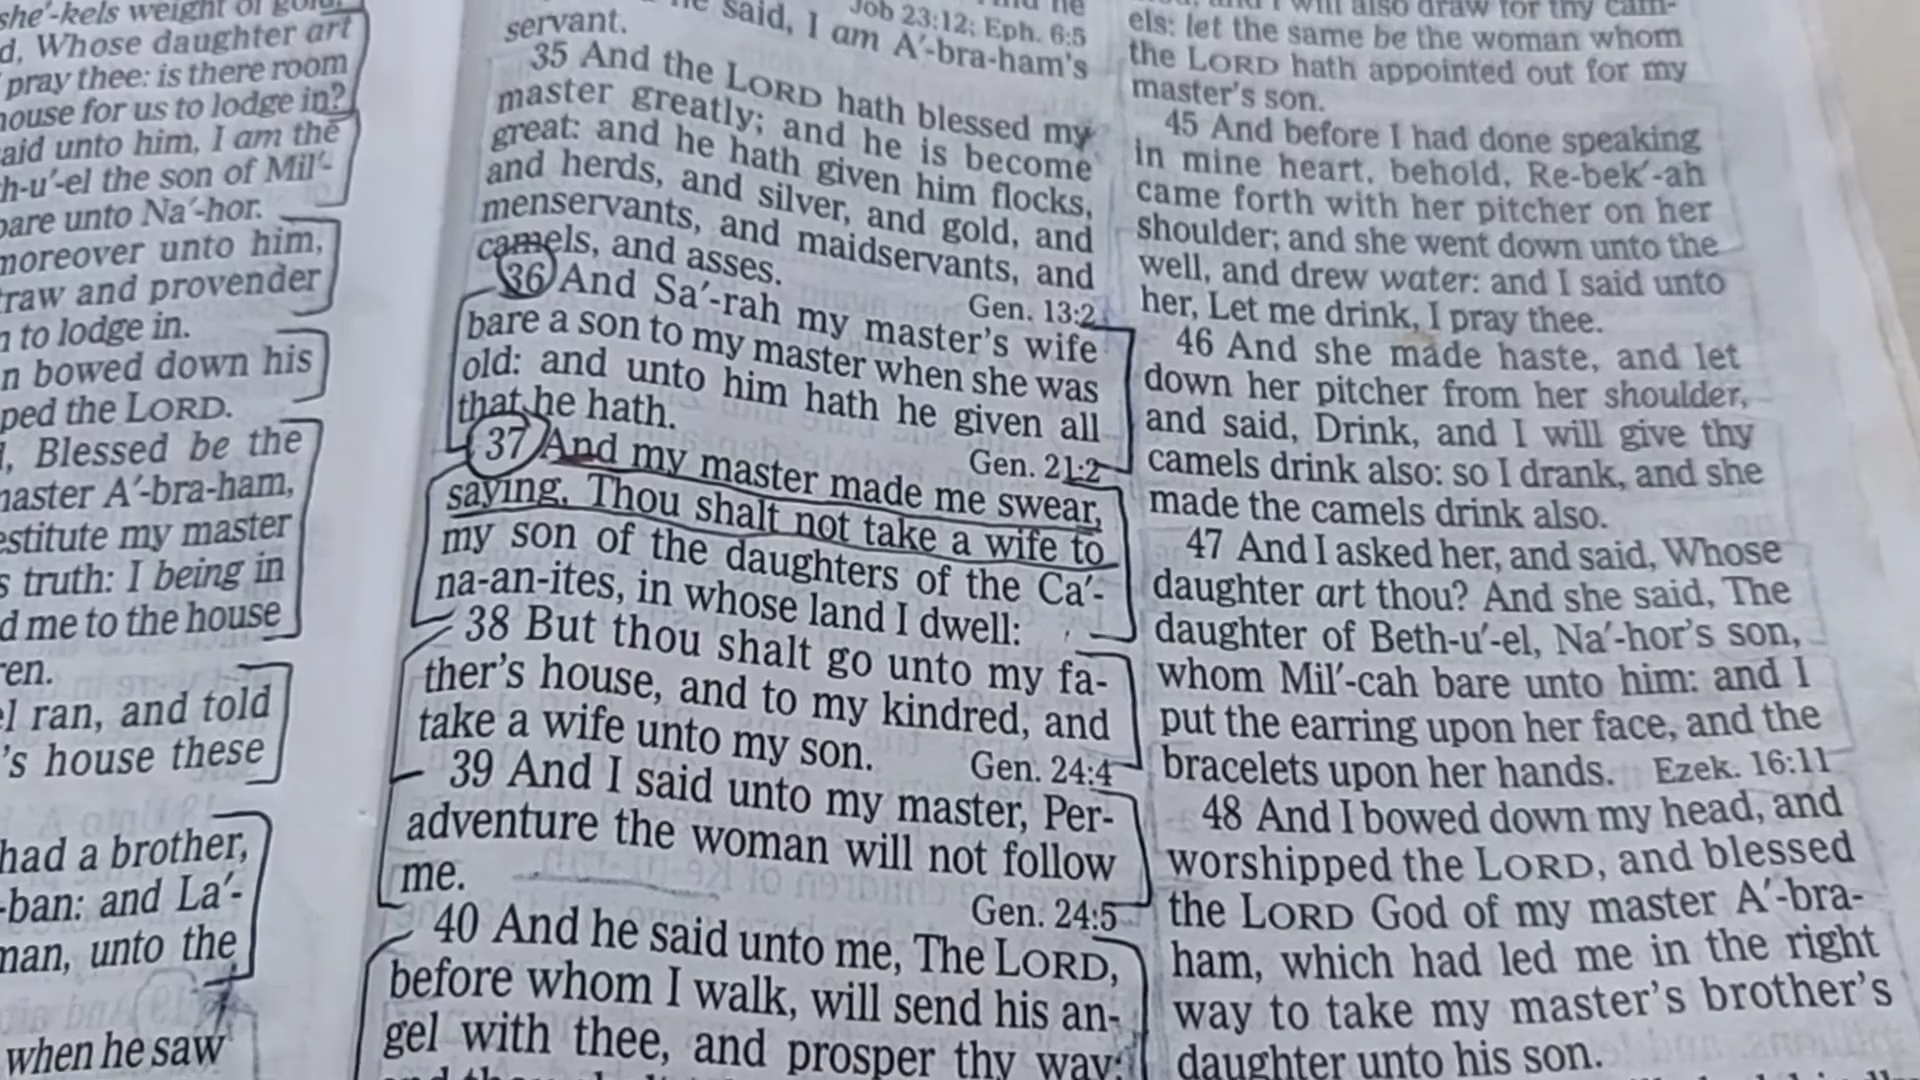 she'-kels weight of gold,
d, Whose daughter art
pray thee: is there room
house for us to lodge in?
aid unto him, I am the
h-u'-el the son of Mil'-
bare unto Na'-hor.
moreover unto him,
raw and provender
to lodge in.
n bowed down his
ped the LORD.
Blessed be the
master A'-bra-ham,
estitute my master
s truth: I being in
d me to the house
ren.
ran, and told
's house these
had a brother,
-ban: and La'-
man, unto the
when he saw
Job 23:12; Eph. 6:5
he said, I am A'-bra-ham's
servant.
35 And the LORD hath blessed my
master greatly; and he is become
great: and he hath given him flocks,
and herds, and silver, and gold, and
menservants, and maidservants, and
camels, and asses.
Gen. 13:2
36 And Sa'-rah my master's wife
bare a son to my master when she was
old: and unto him hath he given all
that he hath.
Gen. 21:2
37 And my master made me swear,
saying, Thou shalt not take a wife to
my son of the daughters of the Ca'-
na-an-ites, in whose land I dwell:
38 But thou shalt go unto my fa-
ther's house, and to my kindred, and
take a wife unto my son.
Gen. 24:4
39 And I said unto my master, Per-
adventure the woman will not follow
me.
Gen. 24:5
40 And he said unto me, The LORD,
before whom I walk, will send his an-
gel with thee, and prosper thy way;
and I will also draw for thy cam-
els: let the same be the woman whom
the LORD hath appointed out for my
master's son.
45 And before I had done speaking
in mine heart, behold, Re-bek'-ah
came forth with her pitcher on her
shoulder; and she went down unto the
well, and drew water: and I said unto
her, Let me drink, I pray thee.
46 And she made haste, and let
down her pitcher from her shoulder,
and said, Drink, and I will give thy
camels drink also: so I drank, and she
made the camels drink also.
47 And I asked her, and said, Whose
daughter art thou? And she said, The
daughter of Beth-u'-el, Na'-hor's son,
whom Mil'-cah bare unto him: and I
put the earring upon her face, and the
bracelets upon her hands. Ezek. 16:11
48 And I bowed down my head, and
worshipped the LORD, and blessed
the LORD God of my master A'-bra-
ham, which had led me in the right
way to take my master's brother's
daughter unto his son.